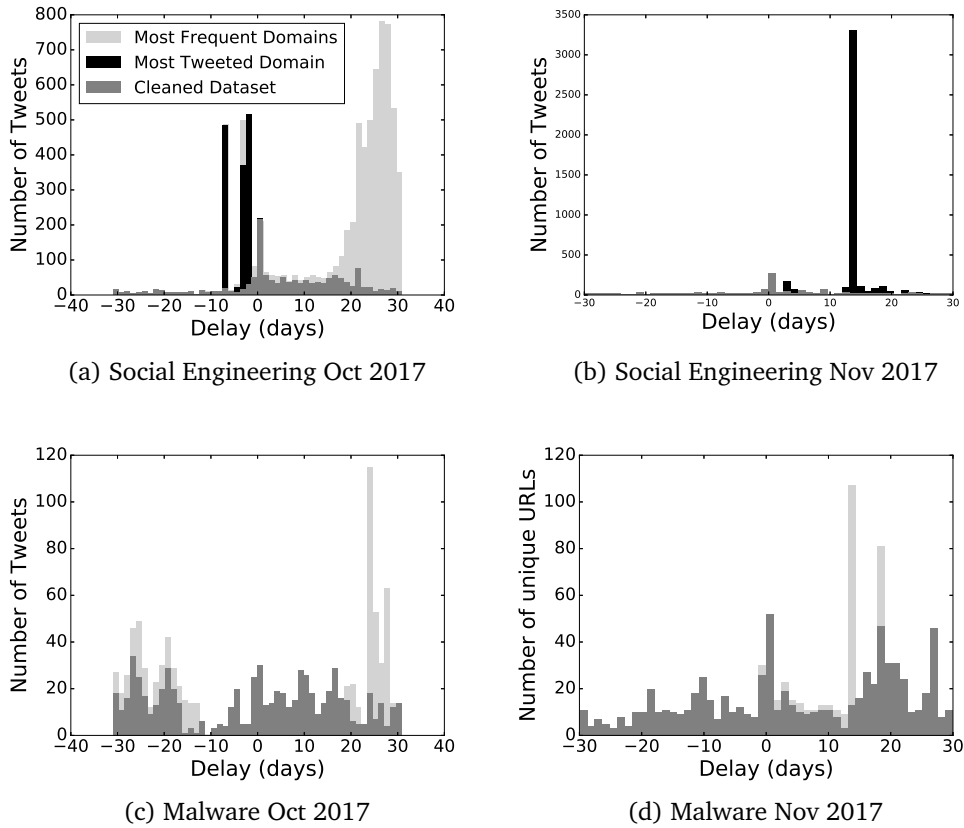 800
700
600
500
400
300
200
100
0
Number of Tweets
Most Frequent Domains
Most Tweeted Domain
Cleaned Dataset
−40 −30 −20 −10 0 10 20 30 40
Delay (days)
(a) Social Engineering Oct 2017
3500
3000
2500
2000
1500
1000
500
0
Number of Tweets
−30 −20 −10 0 10 20 30
Delay (days)
(b) Social Engineering Nov 2017
120
100
80
60
40
20
0
Number of Tweets
−40 −30 −20 −10 0 10 20 30 40
Delay (days)
(c) Malware Oct 2017
120
100
80
60
40
20
0
Number of unique URLs
−30 −20 −10 0 10 20 30
Delay (days)
(d) Malware Nov 2017